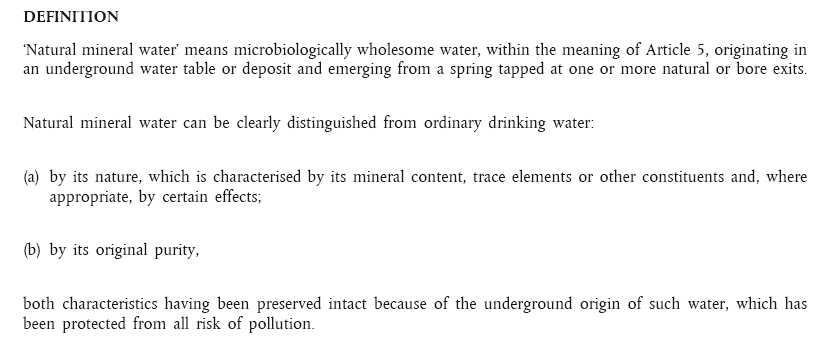 DEFINITION
‘Natural mineral water’ means microbiologically wholesome water, within the meaning of Article 5, originating in
an underground water table or deposit and emerging from a spring tapped at one or more natural or bore exits.
Natural mineral water can be clearly distinguished from ordinary drinking water:
(a) by its nature, which is characterised by its mineral content, trace elements or other constituents and, where
appropriate, by certain effects;
(b) by its original purity,
both characteristics having been preserved intact because of the underground origin of such water, which has
been protected from all risk of pollution.